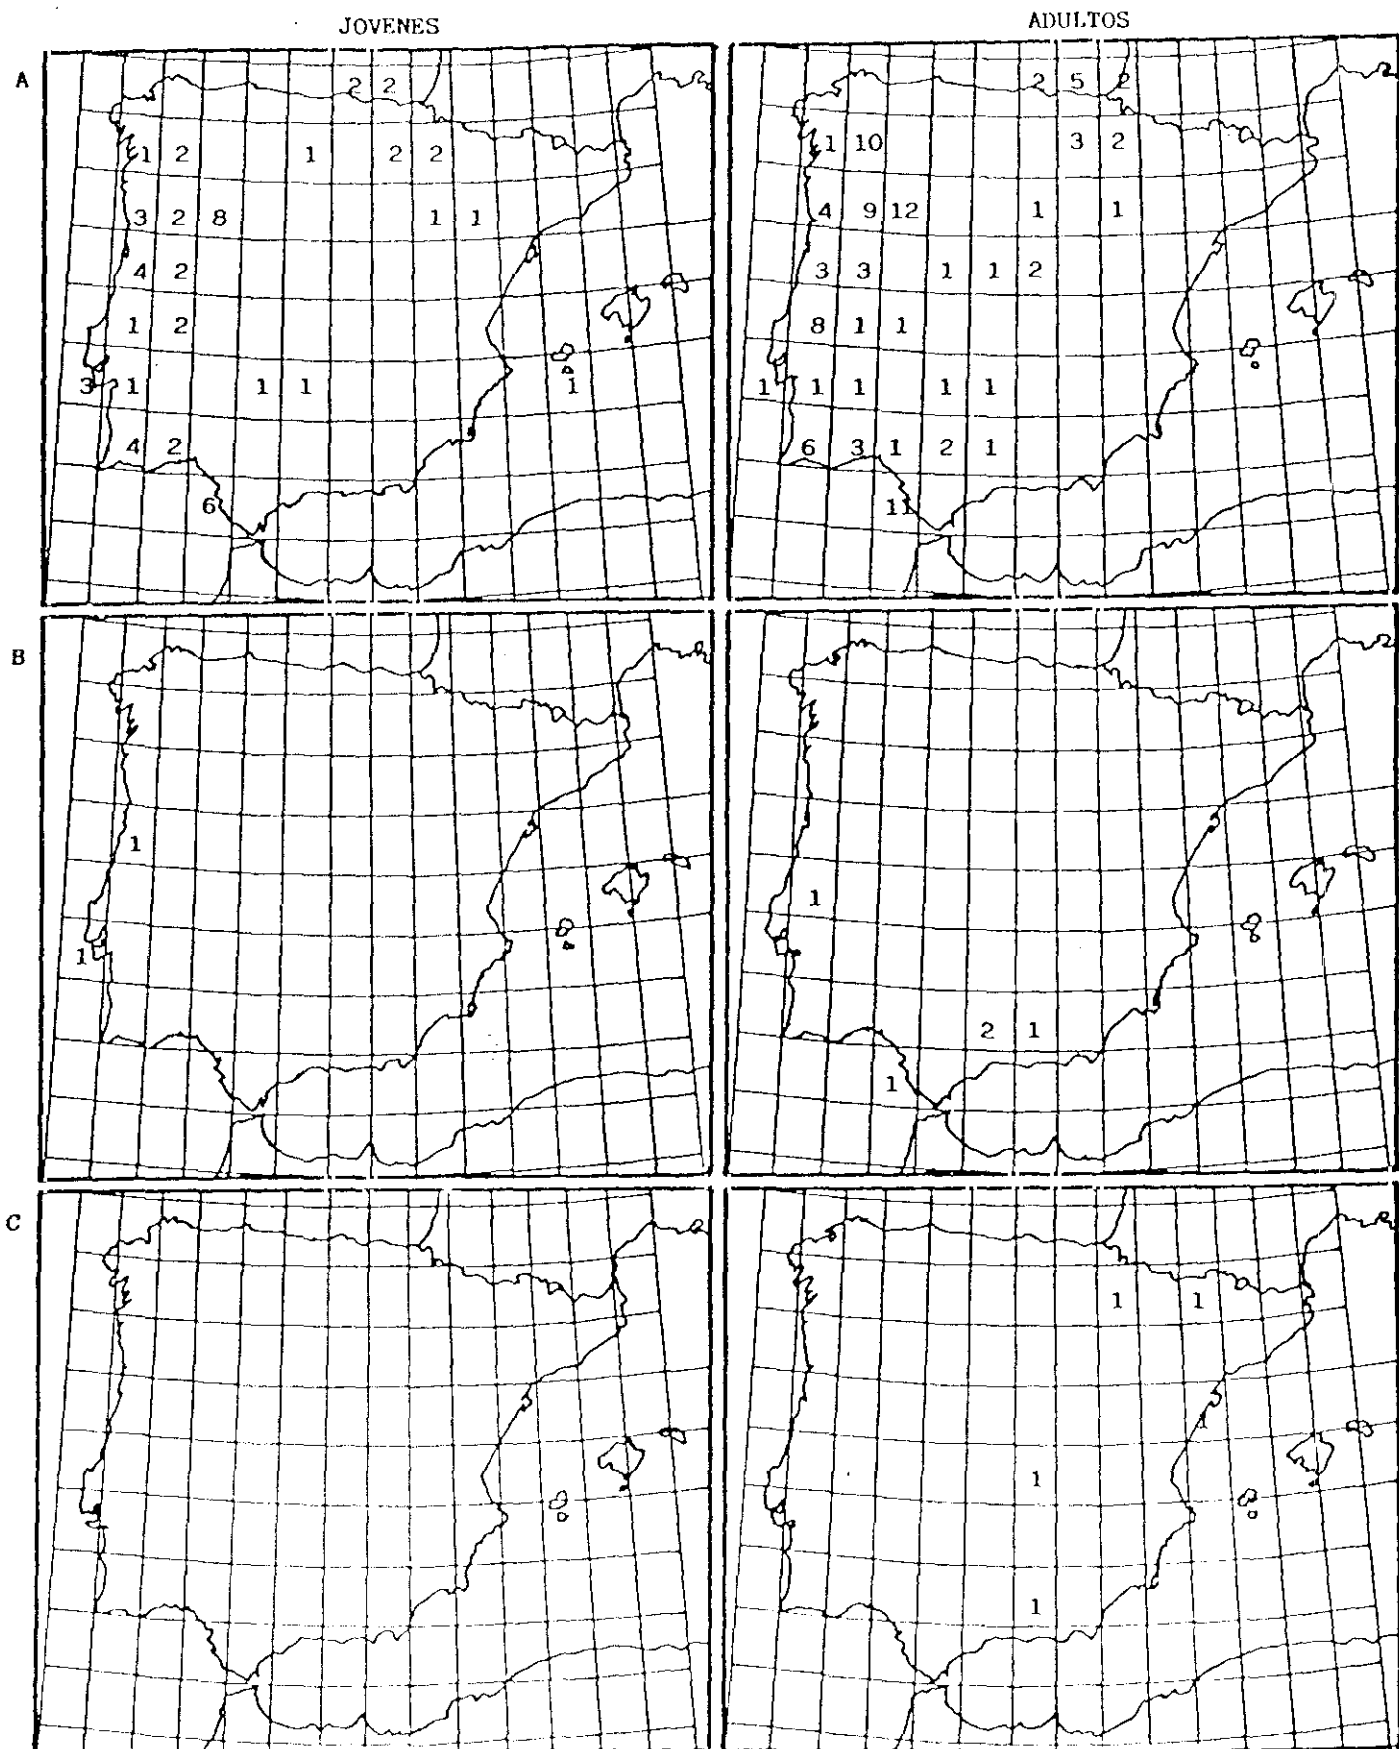 JOVENES ADULTOS
A
2 2 2 5 2
1 2 1 2 2 1 10 3 2
3 2 8 1 1 4 9 12 1 1
4 2 3 3 1 1 2
1 2 8 1 1
3 1 1 1 1 1 1 1 1 1
4 2 6 3 1 2 1
6 11
B
1
1
1
2 1
1
C
1 1
1
1
1